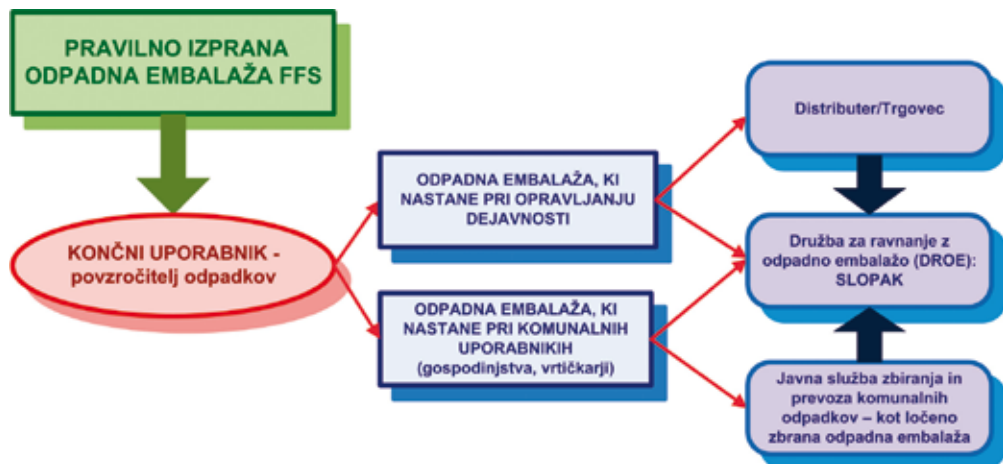 PRAVILNO IZPRANA
ODPADNA EMBALAŽA FFS
KONČNI UPORABNIK -
povzročitelj odpadkov
ODPADNA EMBALAŽA, KI
NASTANE PRI OPRAVLJANJU
DEJAVNOSTI
ODPADNA EMBALAŽA, KI
NASTANE PRI KOMUNALNIH
UPORABNIKIH
(gospodinjstva, vrtičkarji)
Distributer/Trgovec
Družba za ravnanje z
odpadno embalažo (DROE):
SLOPAK
Javna služba zbiranja in
prevoza komunalnih
odpadkov – kot ločeno
zbrana odpadna embalaža